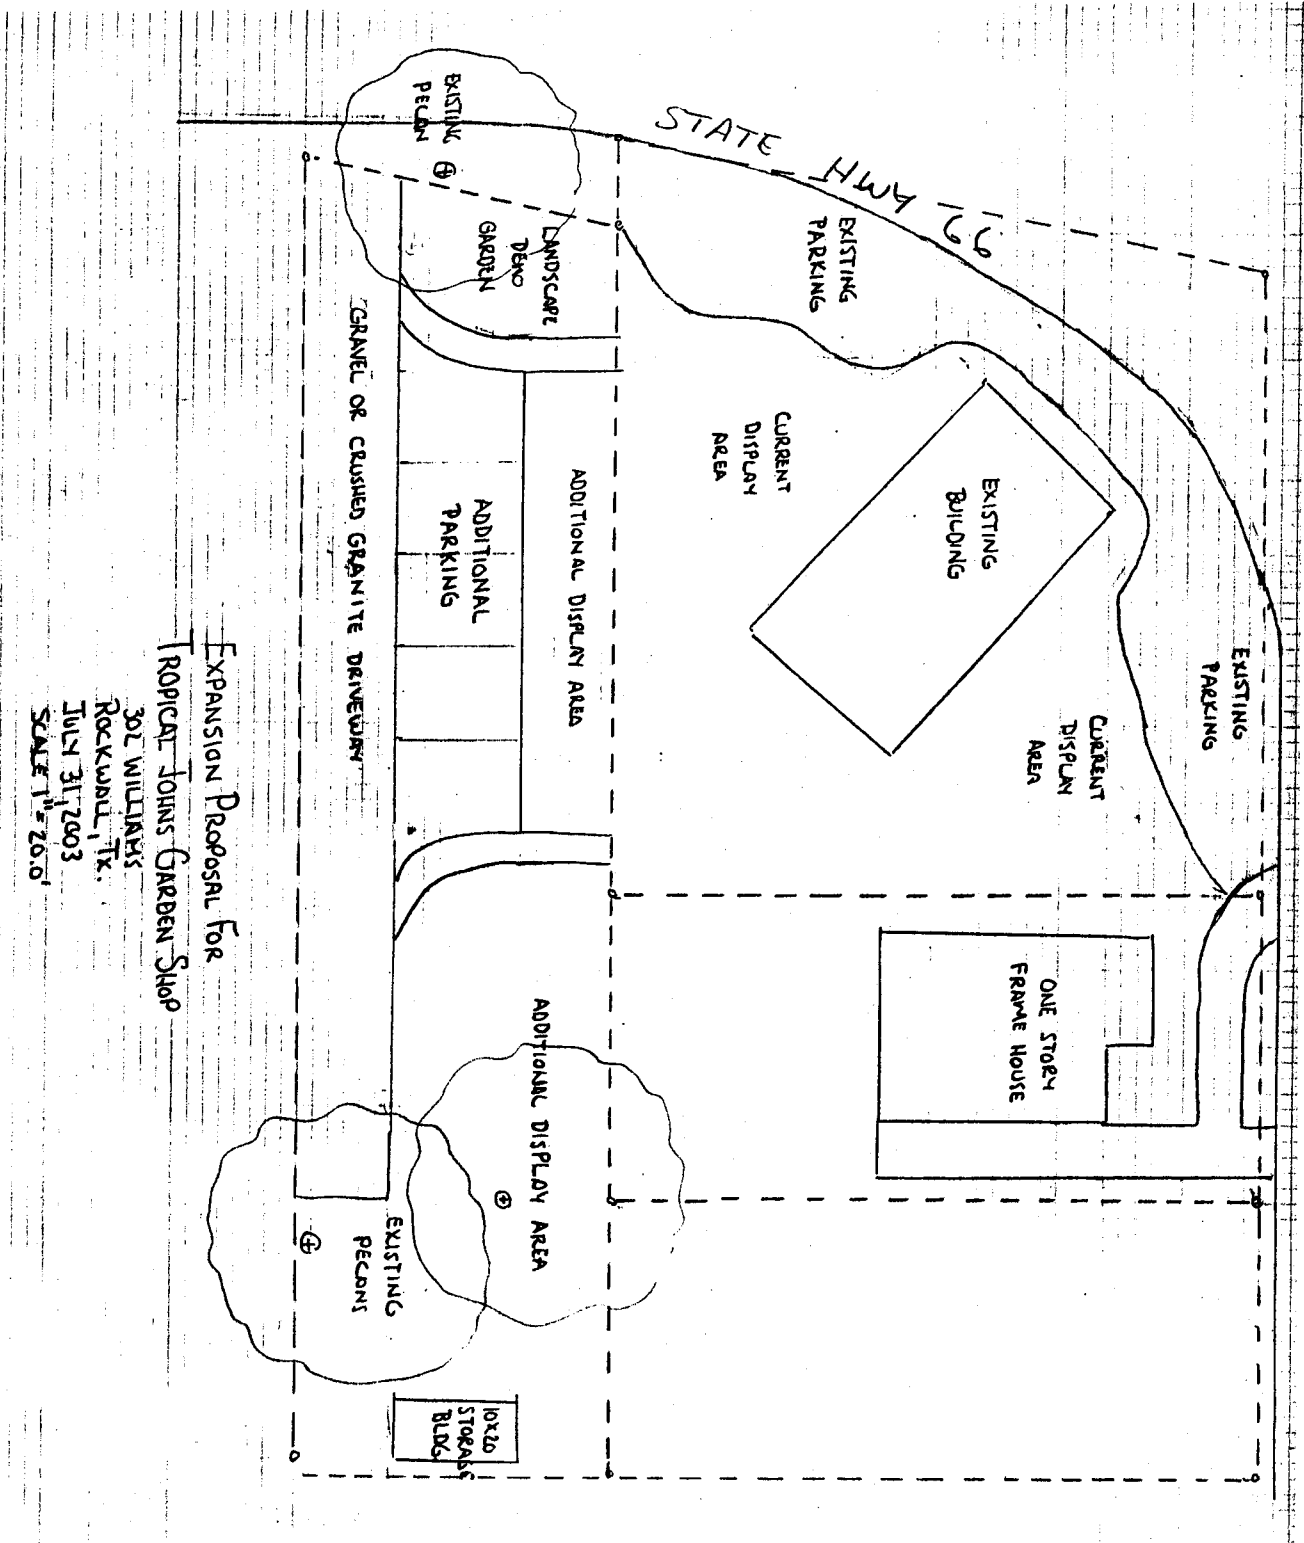 STATE HWY 66
EXISTING
PECAN
LANDSCAPE
DEMO
GARDEN
EXISTING
PARKING
EXISTING
PARKING
CURRENT
DISPLAY
AREA
EXISTING
BUILDING
CURRENT
DISPLAY
AREA
ONE STORY
FRAME HOUSE
ADDITIONAL DISPLAY AREA
ADDITIONAL
PARKING
GRAVEL OR CRUSHED GRANITE DRIVEWAY
ADDITIONAL DISPLAY AREA
EXISTING
PECANS
10X20
STORAGE
BLDG.
EXPANSION PROPOSAL FOR
TROPICAL JOHNS GARDEN SHOP
302 WILLIAMS
ROCKWALL, TX.
JULY 31, 2003
SCALE 1" = 20.0'